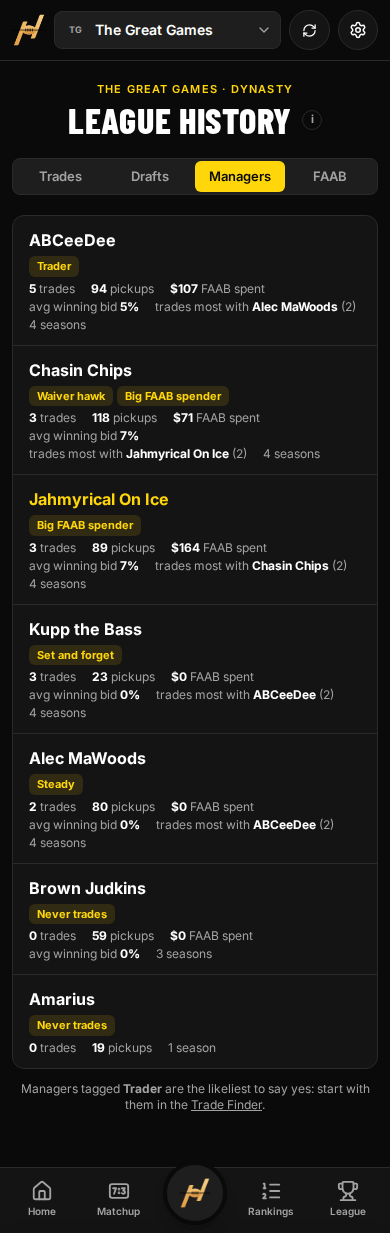 TG The Great Games
THE GREAT GAMES · DYNASTY
LEAGUE HISTORY i
Trades Drafts Managers FAAB
ABCeeDee
Trader
5 trades 94 pickups $107 FAAB spent
avg winning bid 5% trades most with Alec MaWoods (2)
4 seasons
Chasin Chips
Waiver hawk Big FAAB spender
3 trades 118 pickups $71 FAAB spent
avg winning bid 7%
trades most with Jahmyrical On Ice (2) 4 seasons
Jahmyrical On Ice
Big FAAB spender
3 trades 89 pickups $164 FAAB spent
avg winning bid 7% trades most with Chasin Chips (2)
4 seasons
Kupp the Bass
Set and forget
3 trades 23 pickups $0 FAAB spent
avg winning bid 0% trades most with ABCeeDee (2)
4 seasons
Alec MaWoods
Steady
2 trades 80 pickups $0 FAAB spent
avg winning bid 0% trades most with ABCeeDee (2)
4 seasons
Brown Judkins
Never trades
0 trades 59 pickups $0 FAAB spent
avg winning bid 0% 3 seasons
Amarius
Never trades
0 trades 19 pickups 1 season
Managers tagged Trader are the likeliest to say yes: start with
them in the Trade Finder.
7:3
Home Matchup Rankings League